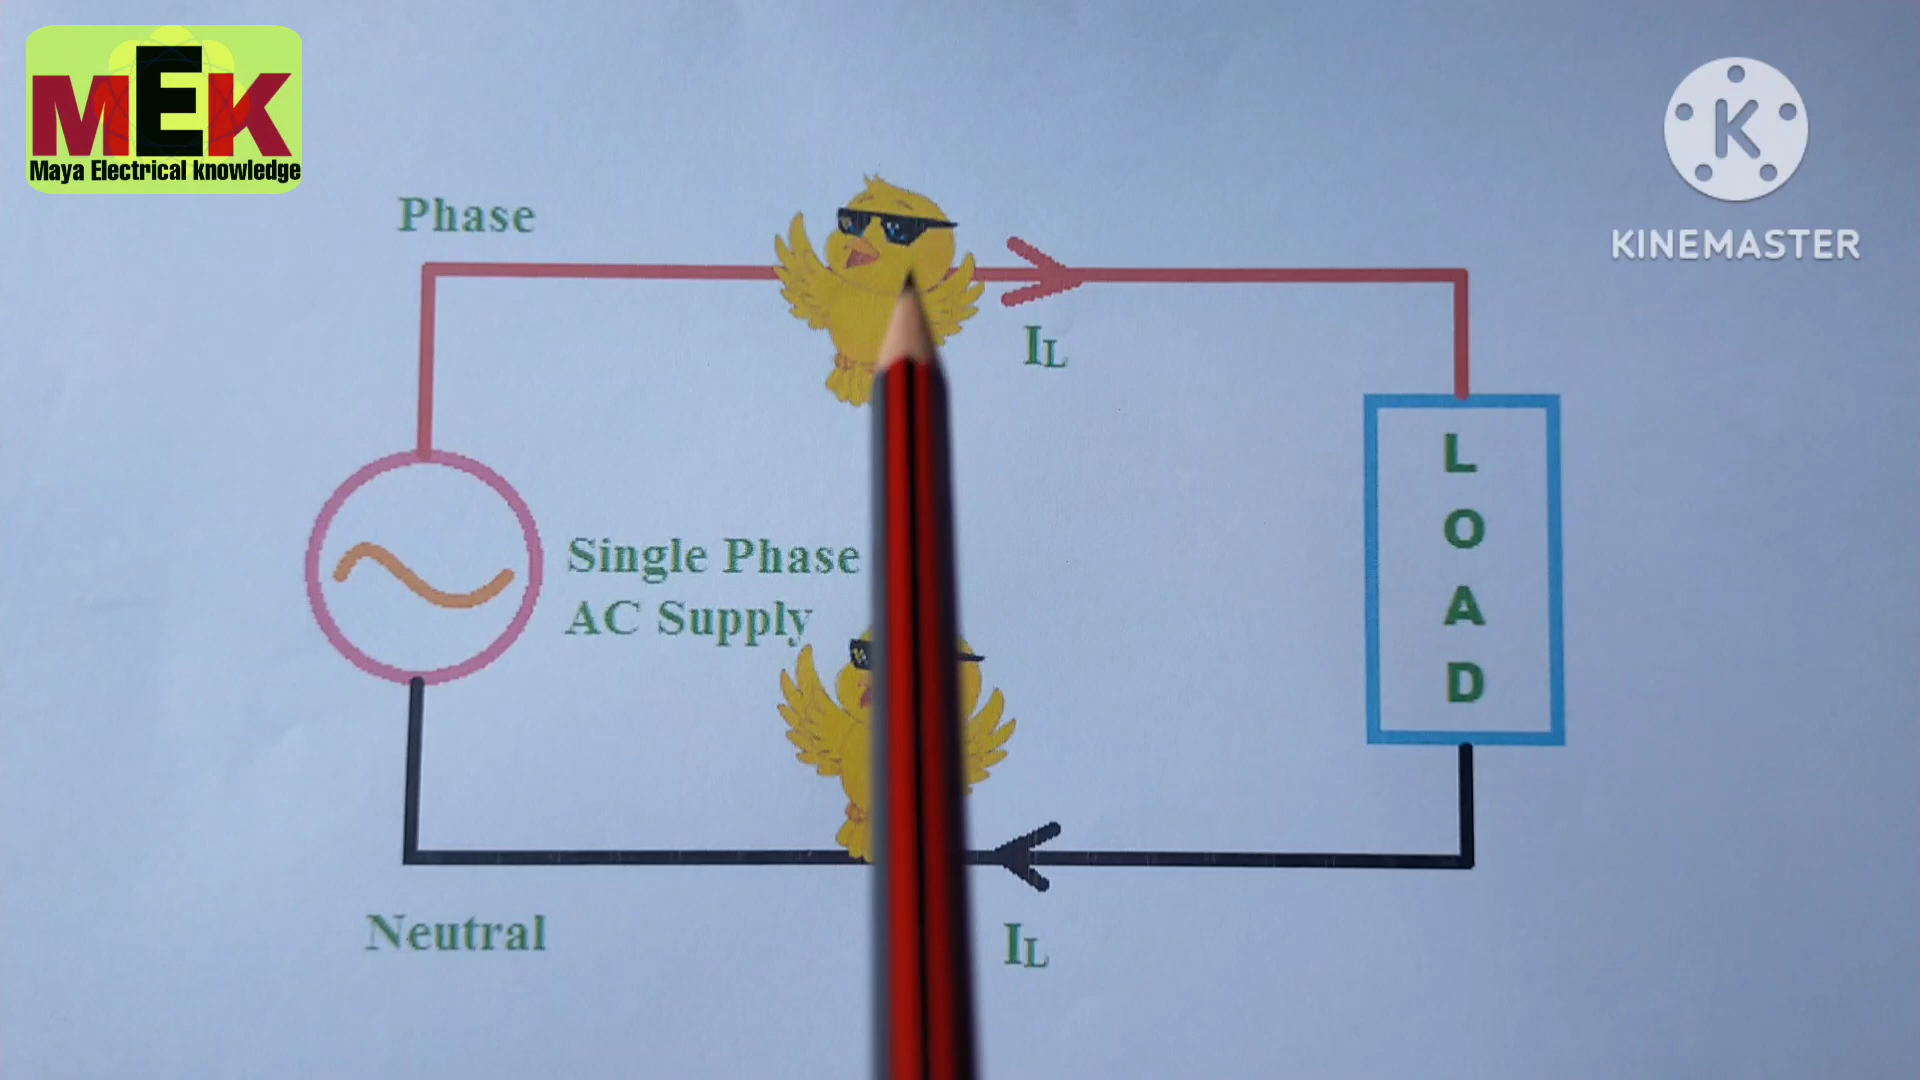 MEK
Maya Electrical knowledge
K
KINEMASTER
Phase
IL
Single Phase
AC Supply
L
O
A
D
Neutral
IL